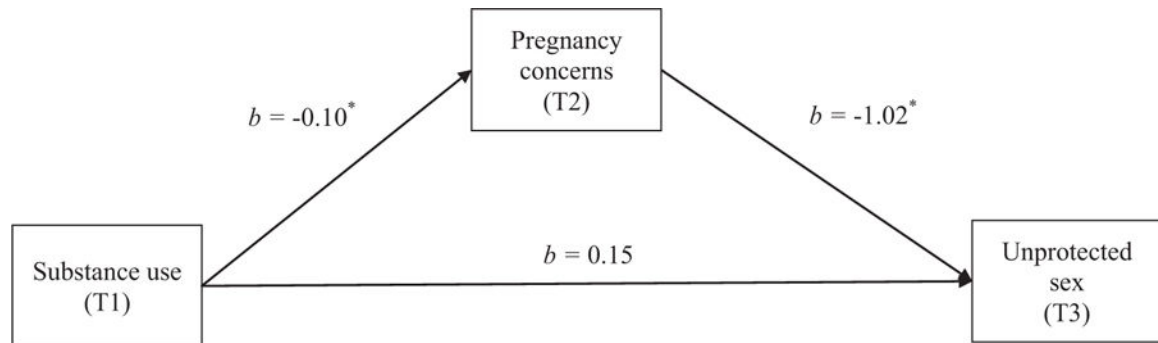 Pregnancy
concerns
(T2)
b = -0.10*
b = -1.02*
b = 0.15
Substance use
(T1)
Unprotected
sex
(T3)